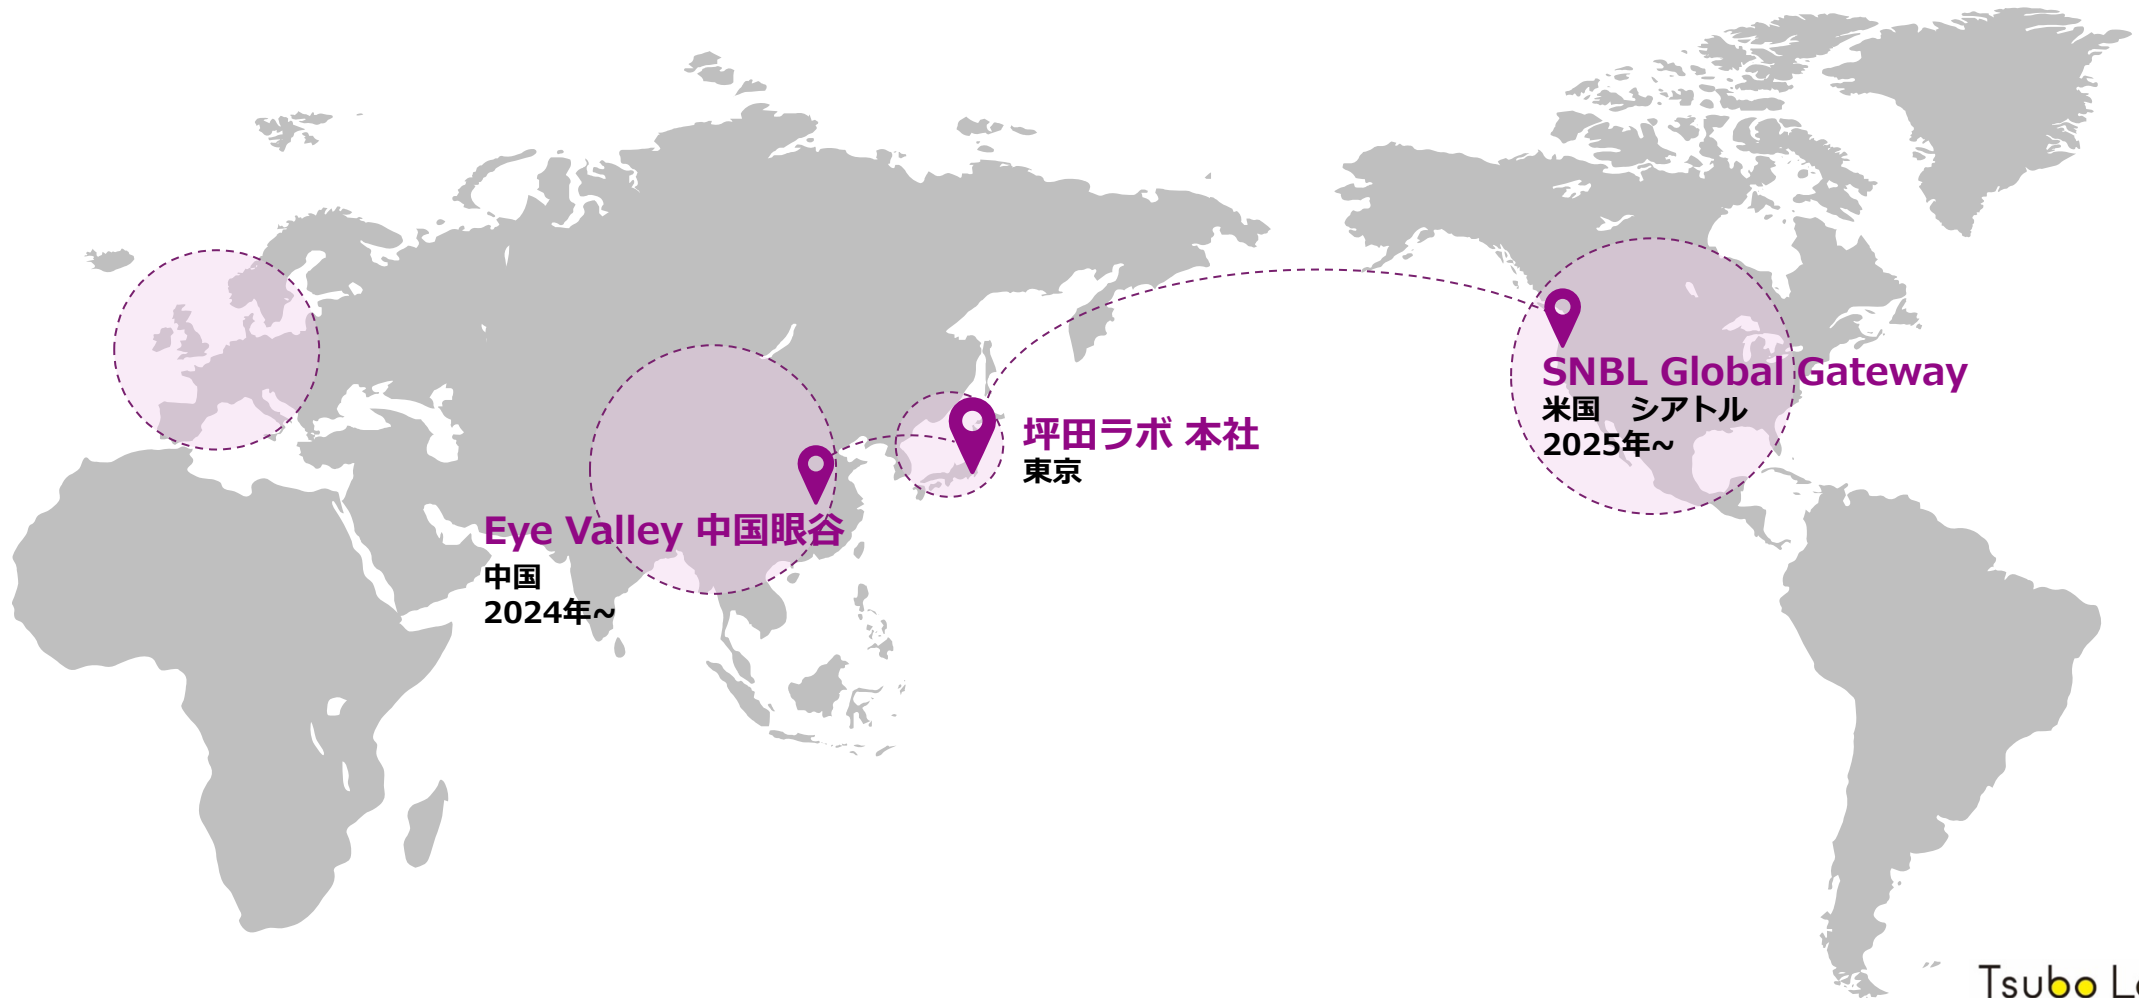 SNBL Global Gateway
米国　シアトル
2025年~
坪田ラボ 本社
東京
Eye Valley 中国眼谷
中国
2024年~
Tsubo